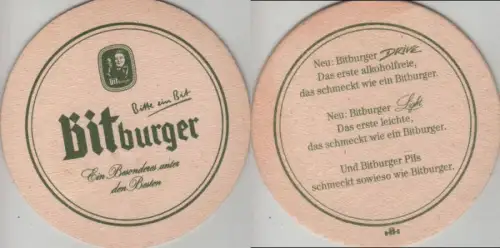 Bit
Bitte ein Bit
Bitburger
Ein Besonderes unter
den Besten
Neu: Bitburger DRIVE.
Das erste alkoholfreie,
das schmeckt wie ein Bitburger.
Neu: Bitburger Light
Das erste leichte,
das schmeckt wie ein Bitburger.
Und Bitburger Pils
schmeckt sowieso wie Bitburger.